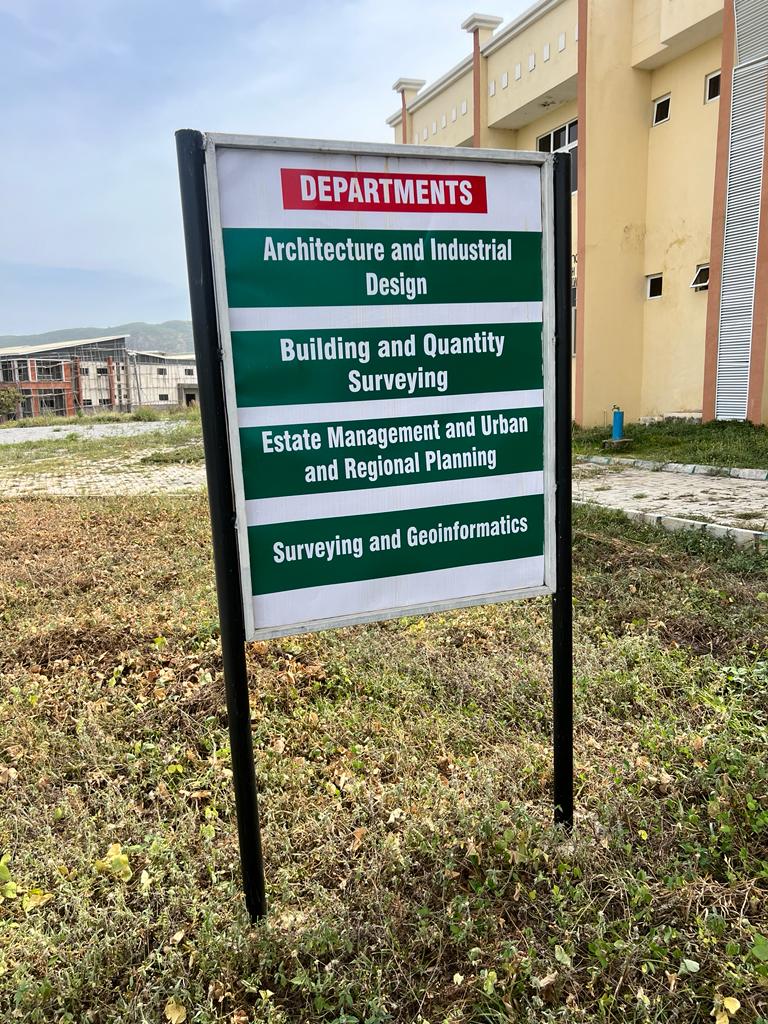 DEPARTMENTS
Architecture and Industrial
Design
Building and Quantity
Surveying
Estate Management and Urban
and Regional Planning
Surveying and Geoinformatics